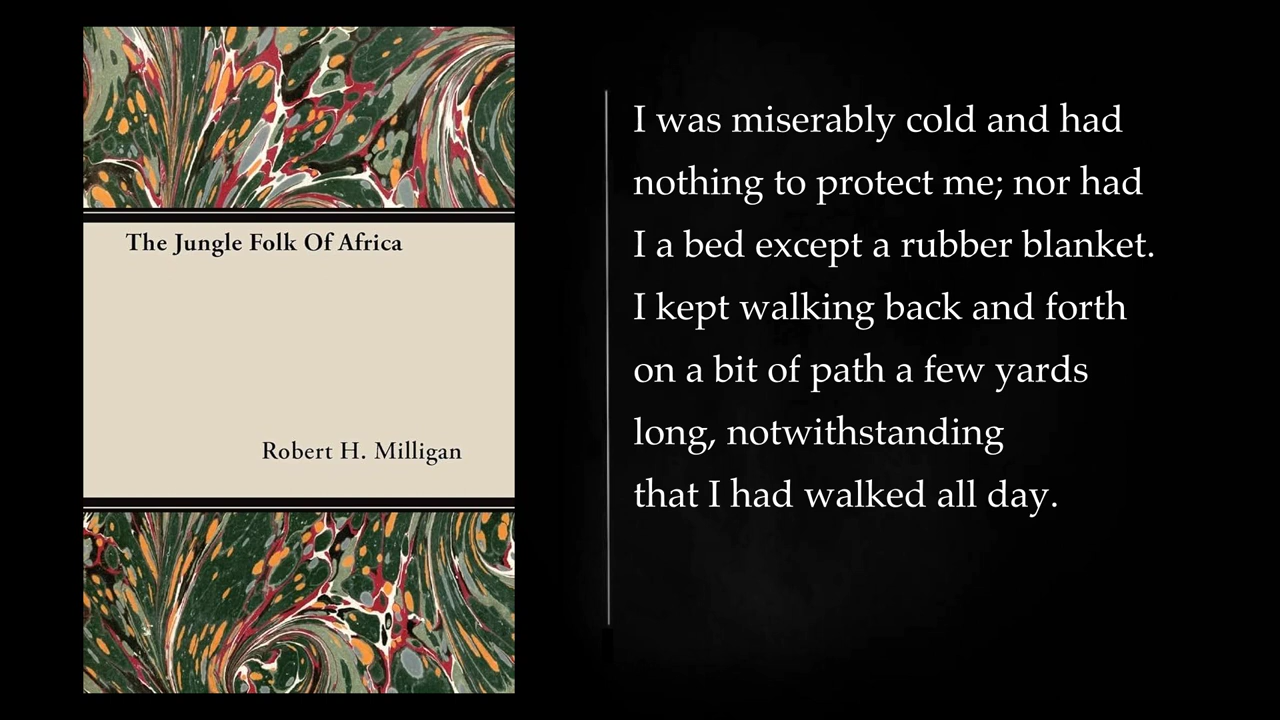 The Jungle Folk Of Africa
Robert H. Milligan
I was miserably cold and had
nothing to protect me; nor had
I a bed except a rubber blanket.
I kept walking back and forth
on a bit of path a few yards
long, notwithstanding
that I had walked all day.